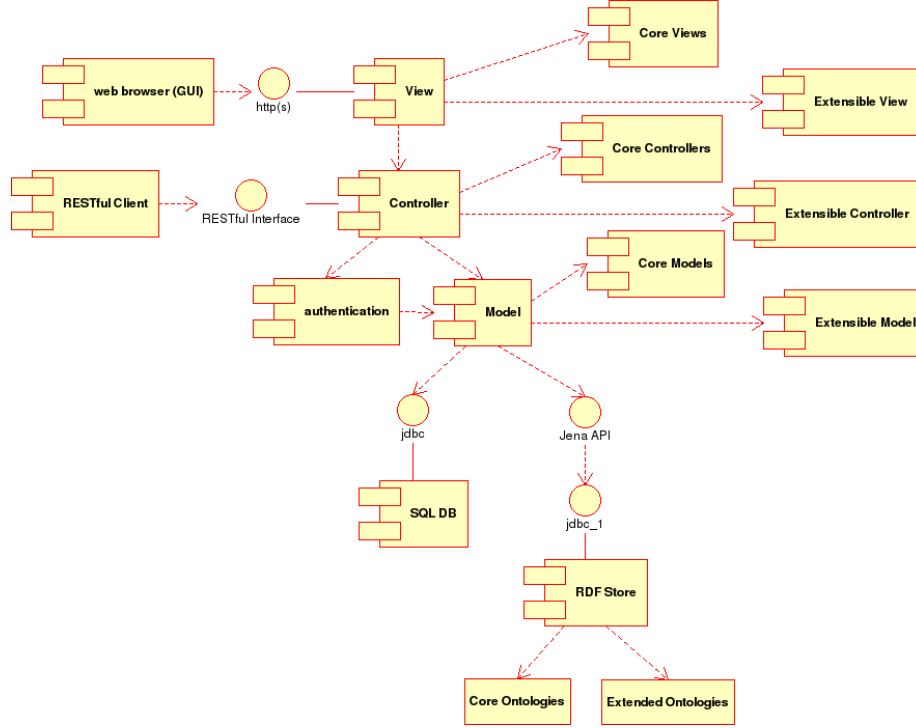 Core Views
web browser (GUI)
http(s)
View
Extensible View
Core Controllers
RESTful Client
RESTful Interface
Controller
Extensible Controller
Core Models
authentication
Model
Extensible Model
jdbc
Jena API
SQL DB
jdbc_1
RDF Store
Core Ontologies
Extended Ontologies